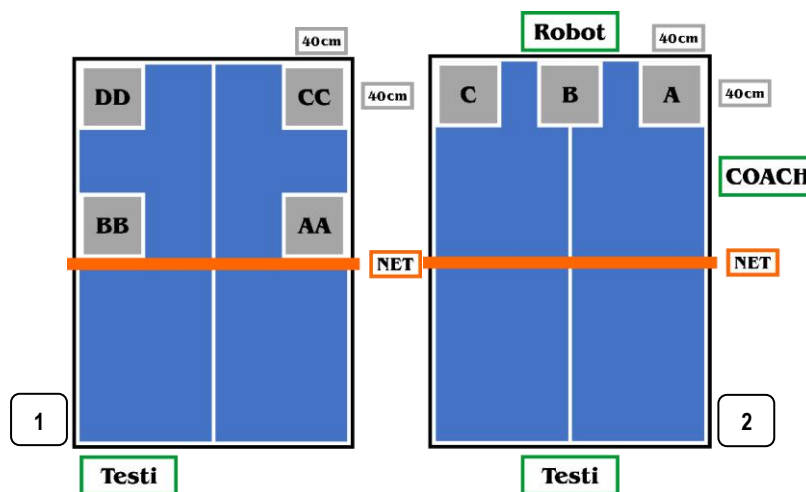 Robot
40cm
40cm
DD
CC
40cm
C
B
A
40cm
COACH
BB
AA
NET
NET
1
2
Testi
Testi